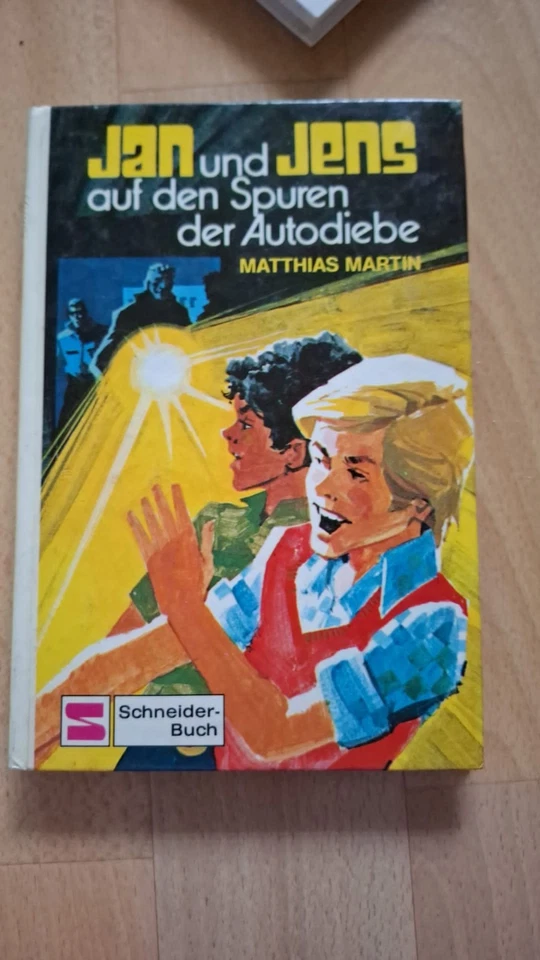 Jan und Jens
auf den Spuren
der Autodiebe
MATTHIAS MARTIN
Schneider-
Buch